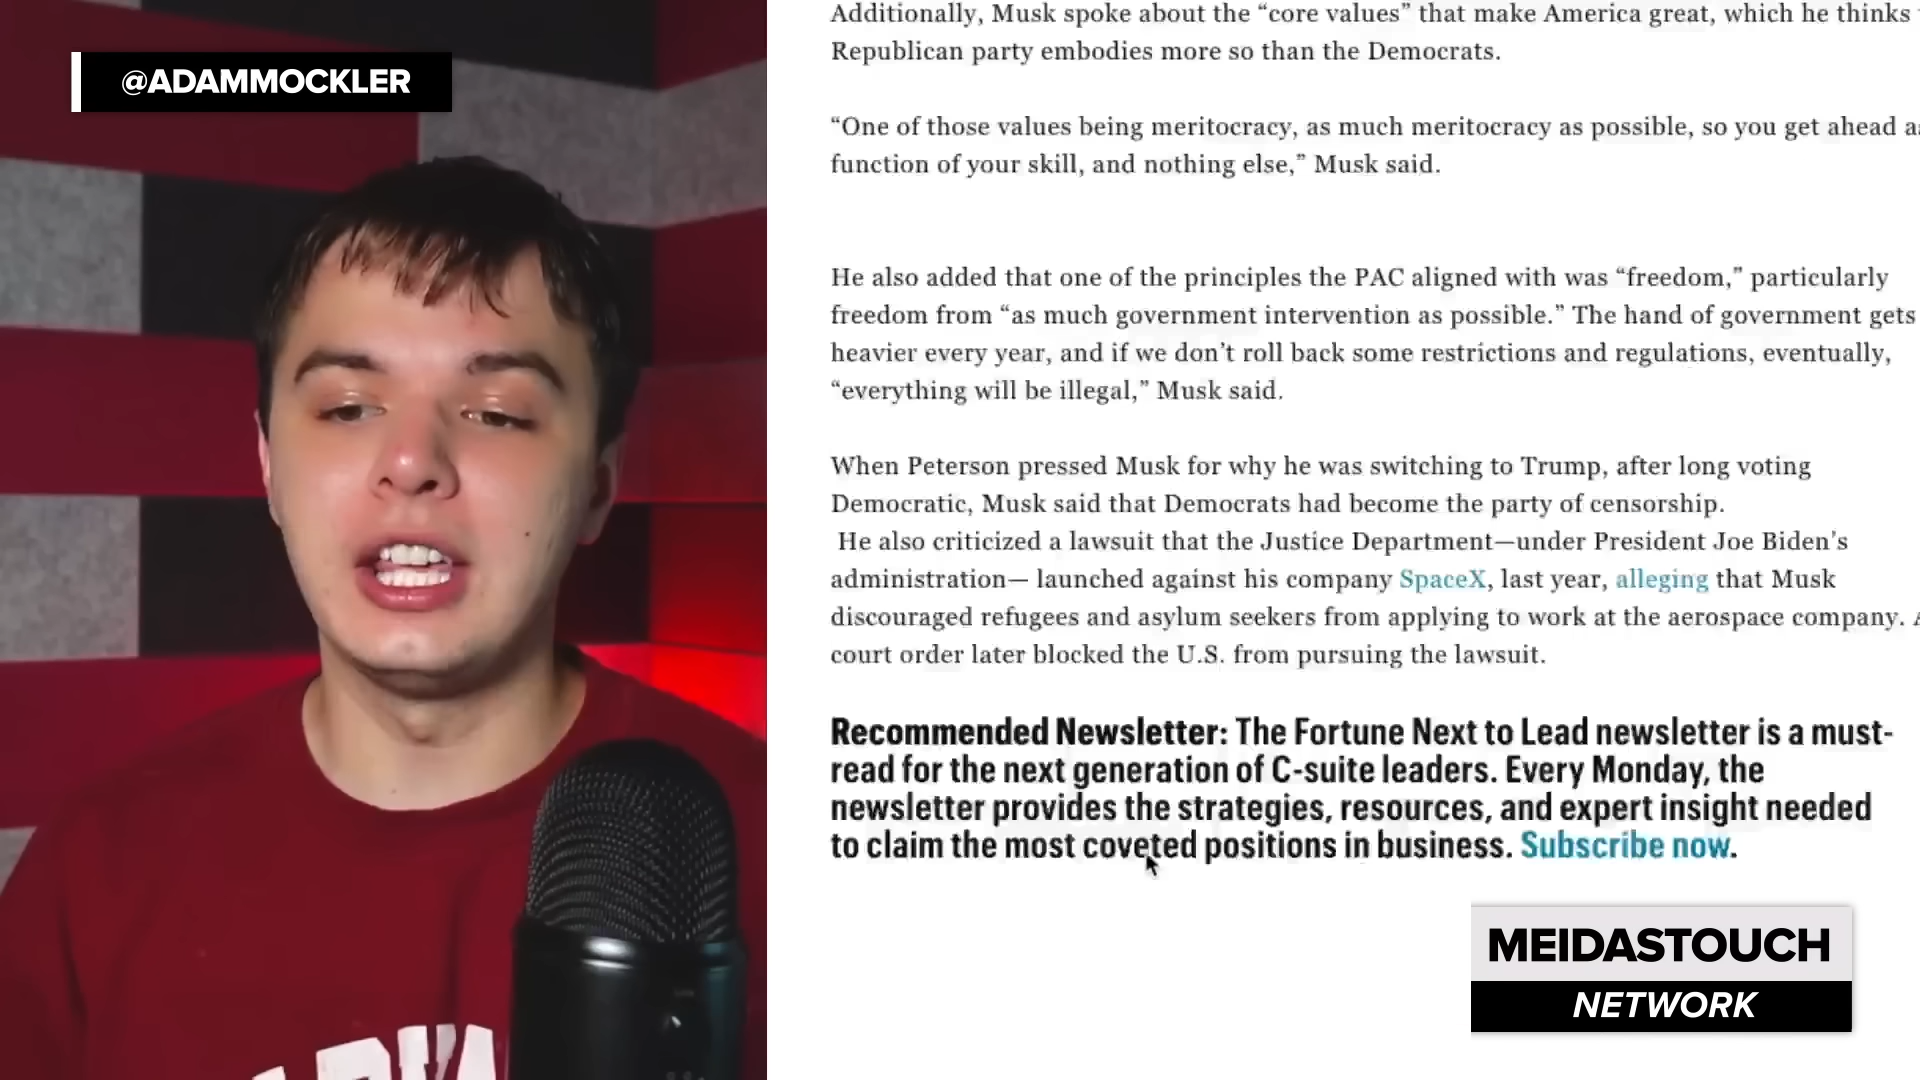 @ADAMMOCKLER
Additionally, Musk spoke about the “core values” that make America great, which he thinks
Republican party embodies more so than the Democrats.
“One of those values being meritocracy, as much meritocracy as possible, so you get ahead
function of your skill, and nothing else,” Musk said.
He also added that one of the principles the PAC aligned with was “freedom,” particularly
freedom from “as much government intervention as possible.” The hand of government gets
heavier every year, and if we don’t roll back some restrictions and regulations, eventually,
“everything will be illegal,” Musk said.
When Peterson pressed Musk for why he was switching to Trump, after long voting
Democratic, Musk said that Democrats had become the party of censorship.
He also criticized a lawsuit that the Justice Department—under President Joe Biden’s
administration— launched against his company SpaceX, last year, alleging that Musk
discouraged refugees and asylum seekers from applying to work at the aerospace company.
court order later blocked the U.S. from pursuing the lawsuit.
Recommended Newsletter: The Fortune Next to Lead newsletter is a must-
read for the next generation of C-suite leaders. Every Monday, the
newsletter provides the strategies, resources, and expert insight needed
to claim the most coveted positions in business. Subscribe now.
MEIDASTOUCH
NETWORK